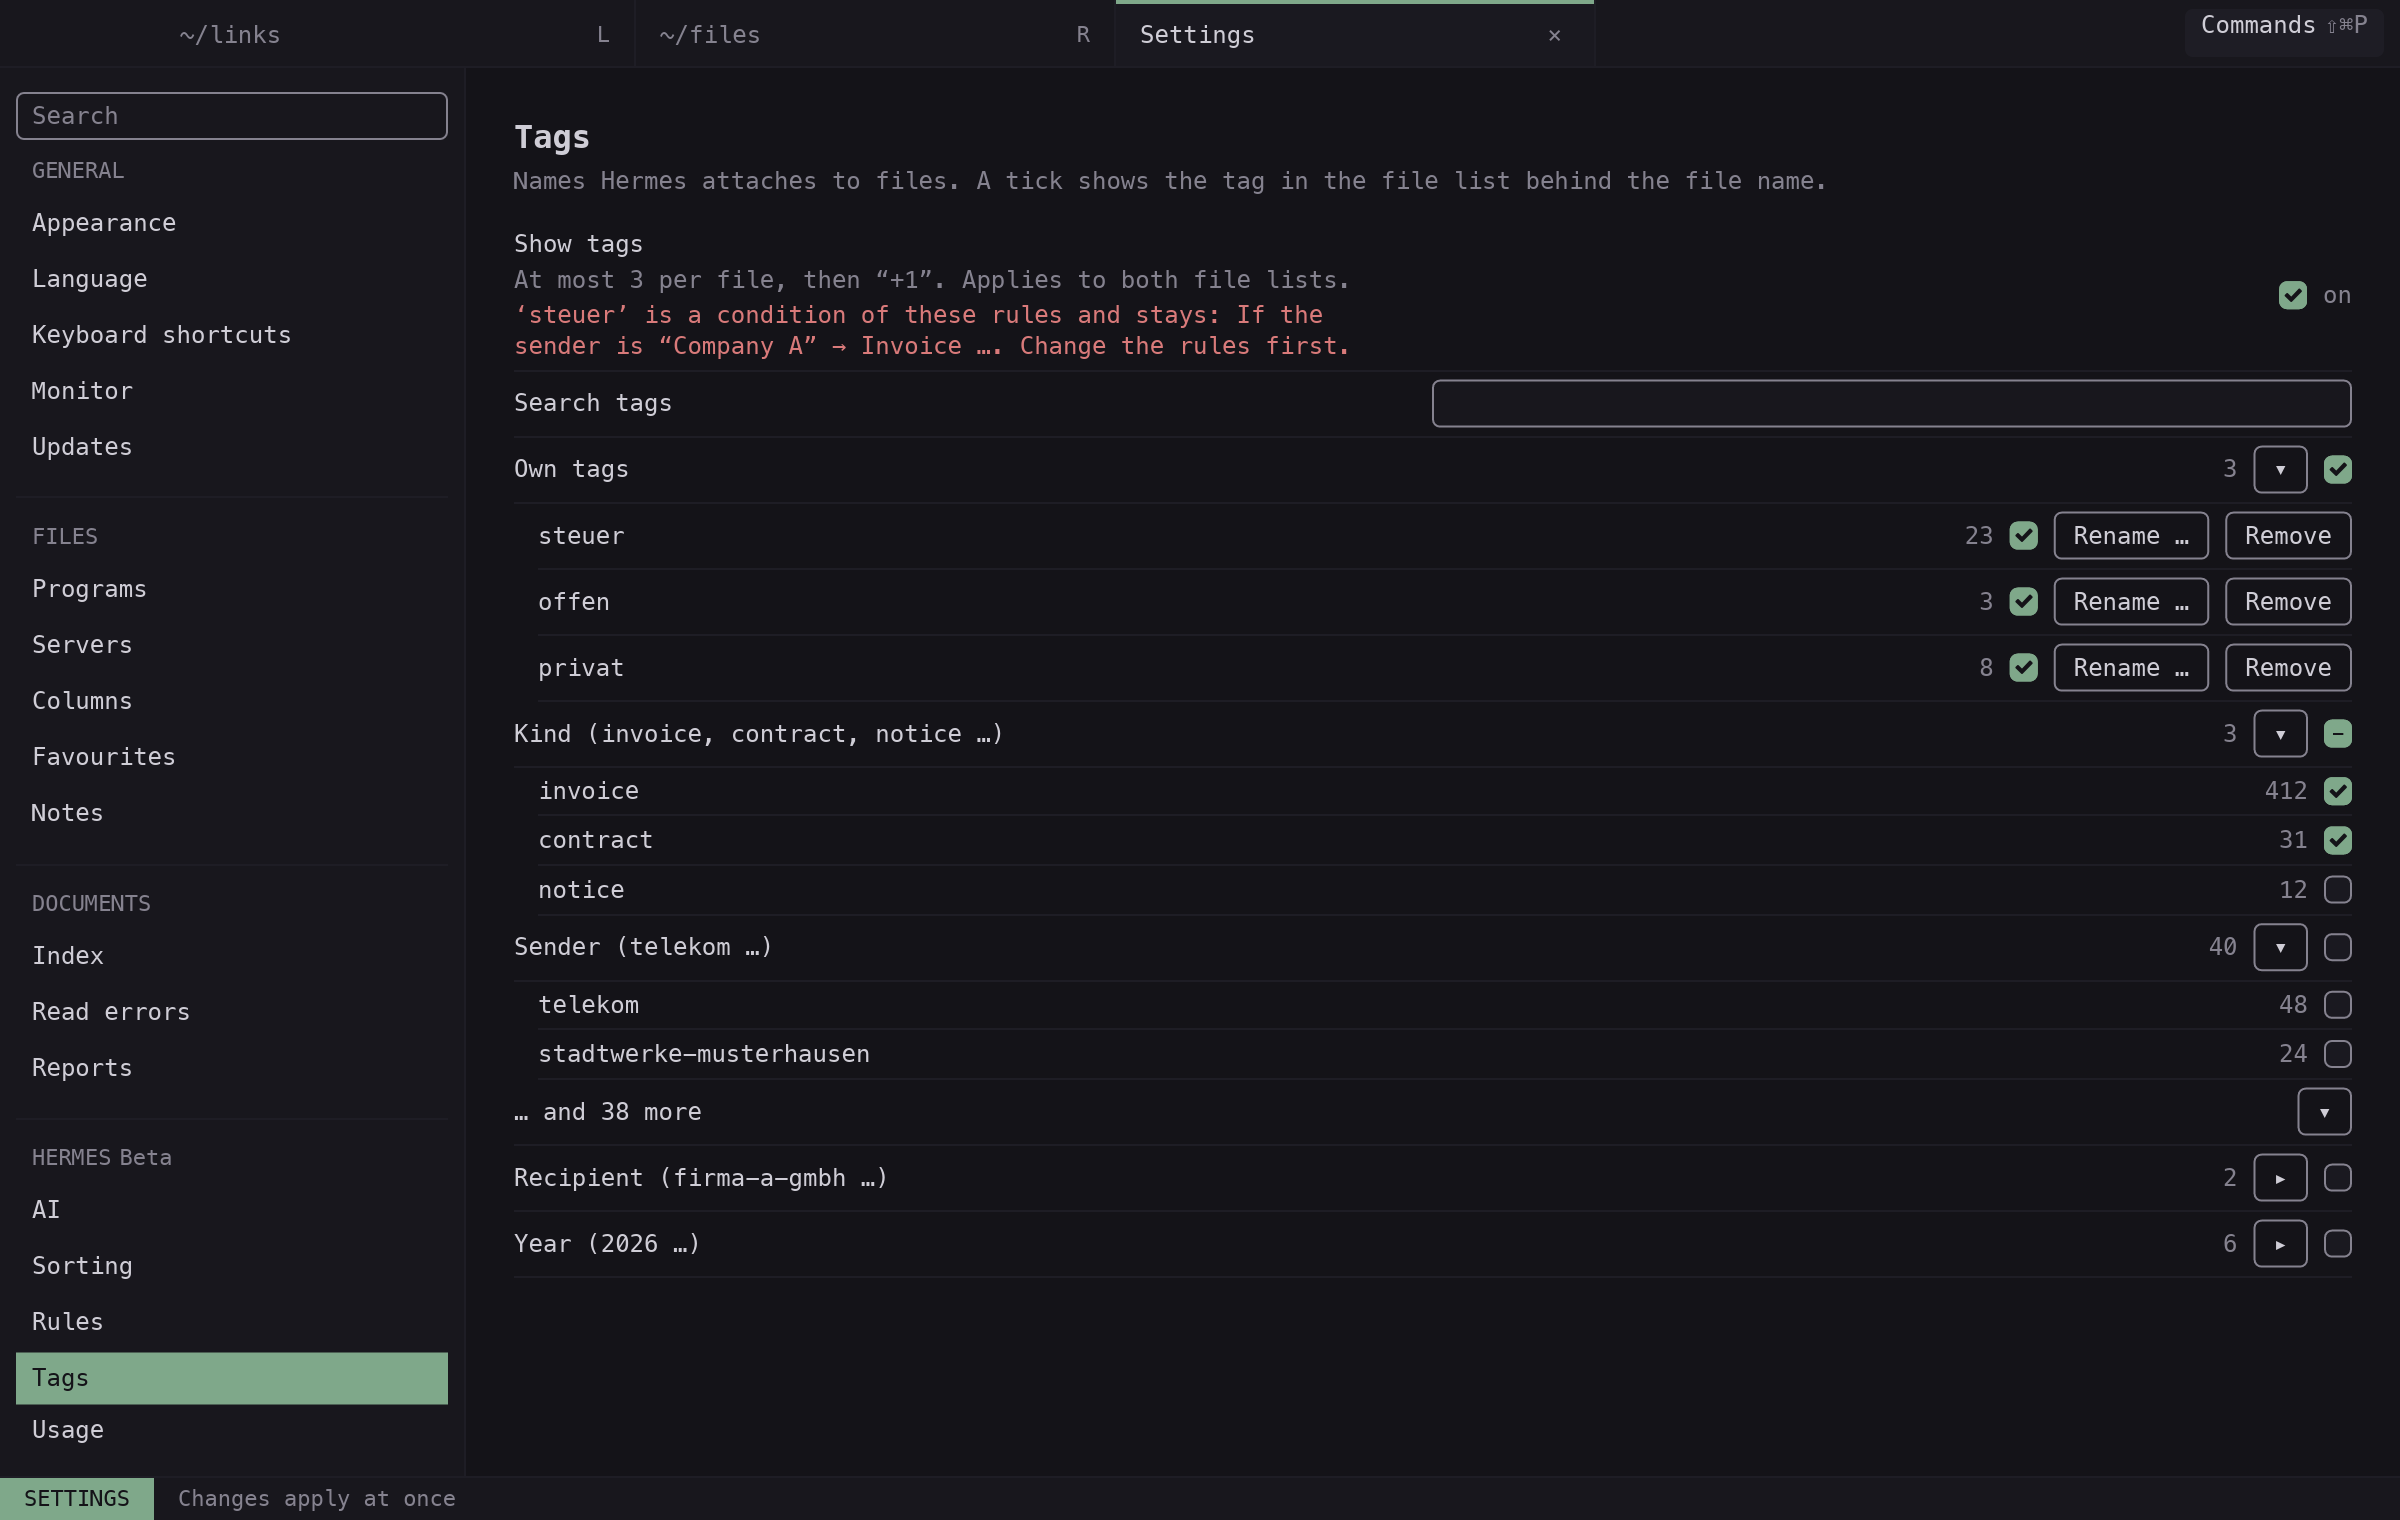 ~/links L ~/files R Settings × Commands ⇧⌘P
Search
GENERAL
Appearance
Language
Keyboard shortcuts
Monitor
Updates
FILES
Programs
Servers
Columns
Favourites
Notes
DOCUMENTS
Index
Read errors
Reports
HERMES Beta
AI
Sorting
Rules
Tags
Usage
Tags
Names Hermes attaches to files. A tick shows the tag in the file list behind the file name.
Show tags
At most 3 per file, then “+1”. Applies to both file lists.
‘steuer’ is a condition of these rules and stays: If the
sender is “Company A” → Invoice …. Change the rules first.
on
Search tags
Own tags 3 ▾
steuer 23 Rename … Remove
offen 3 Rename … Remove
privat 8 Rename … Remove
Kind (invoice, contract, notice …) 3 ▾
invoice 412
contract 31
notice 12
Sender (telekom …) 40 ▾
telekom 48
stadtwerke-musterhausen 24
… and 38 more ▾
Recipient (firma-a-gmbh …) 2 ▸
Year (2026 …) 6 ▸
SETTINGS Changes apply at once